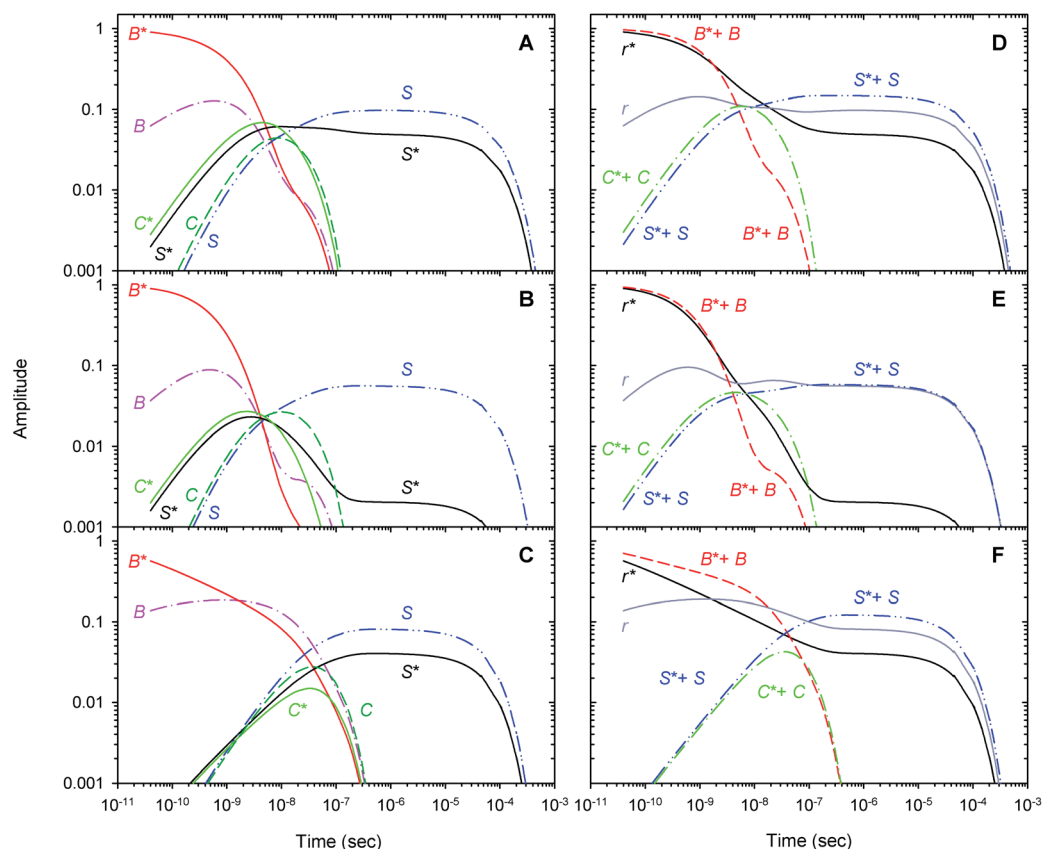 A
B*
B
S
S*
C*
C
S*
S
1
0.1
0.01
0.001
D
B*+ B
r*
S*+ S
r
C*+ C
S*+ S
B*+ B
B
B*
B
S
S*
C*
C
S*
S
1
0.1
0.01
0.001
Amplitude
E
B*+ B
r*
S*+ S
r
C*+ C
S*+ S
B*+ B
C
B*
B
S
S*
C*
C
1
0.1
0.01
0.001
10-11 10-10 10-9 10-8 10-7 10-6 10-5 10-4 10-3
Time (sec)
F
B*+ B
r*
S*+ S
r
S*+ S
C*+ C
10-11 10-10 10-9 10-8 10-7 10-6 10-5 10-4 10-3
Time (sec)